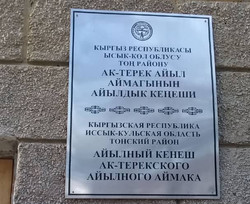 КЫРГЫЗ РЕСПУБЛИКАСЫ
ЫСЫК-КӨЛ ОБЛУСУ
ТОҢ РАЙОНУ
АК-ТЕРЕК АЙЫЛ
АЙМАГЫНЫН
АЙЫЛДЫК КЕҢЕШИ
КЫРГЫЗСКАЯ РЕСПУБЛИКА
ИССЫК-КУЛЬСКАЯ ОБЛАСТЬ
ТОНСКИЙ РАЙОН
АЙЫЛНЫЙ КЕНЕШ
АК-ТЕРЕКСКОГО
АЙЫЛНОГО АЙМАКА